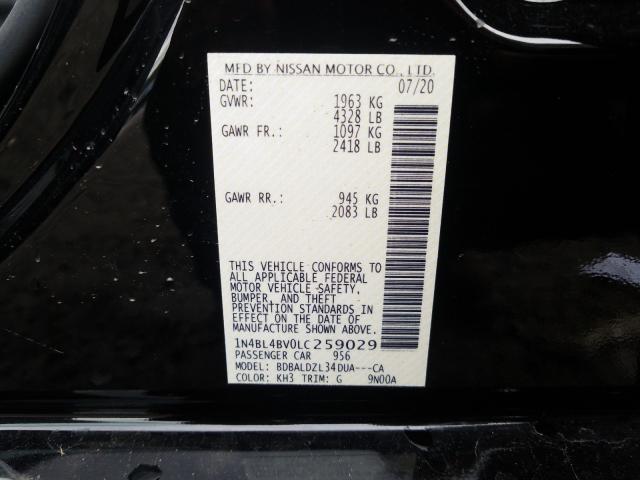 MFD BY NISSAN MOTOR CO., LTD.
DATE: 07/20
GVWR: 1963 KG
4328 LB
GAWR FR.: 1097 KG
2418 LB
GAWR RR.: 945 KG
2083 LB
THIS VEHICLE CONFORMS TO
ALL APPLICABLE FEDERAL
MOTOR VEHICLE SAFETY,
BUMPER, AND THEFT
PREVENTION STANDARDS IN
EFFECT ON THE DATE OF
MANUFACTURE SHOWN ABOVE.
1N4BL4BV0LC259029
PASSENGER CAR 956
MODEL: BDBALDZL34DUA---CA
COLOR: KH3 TRIM: G 9N00A